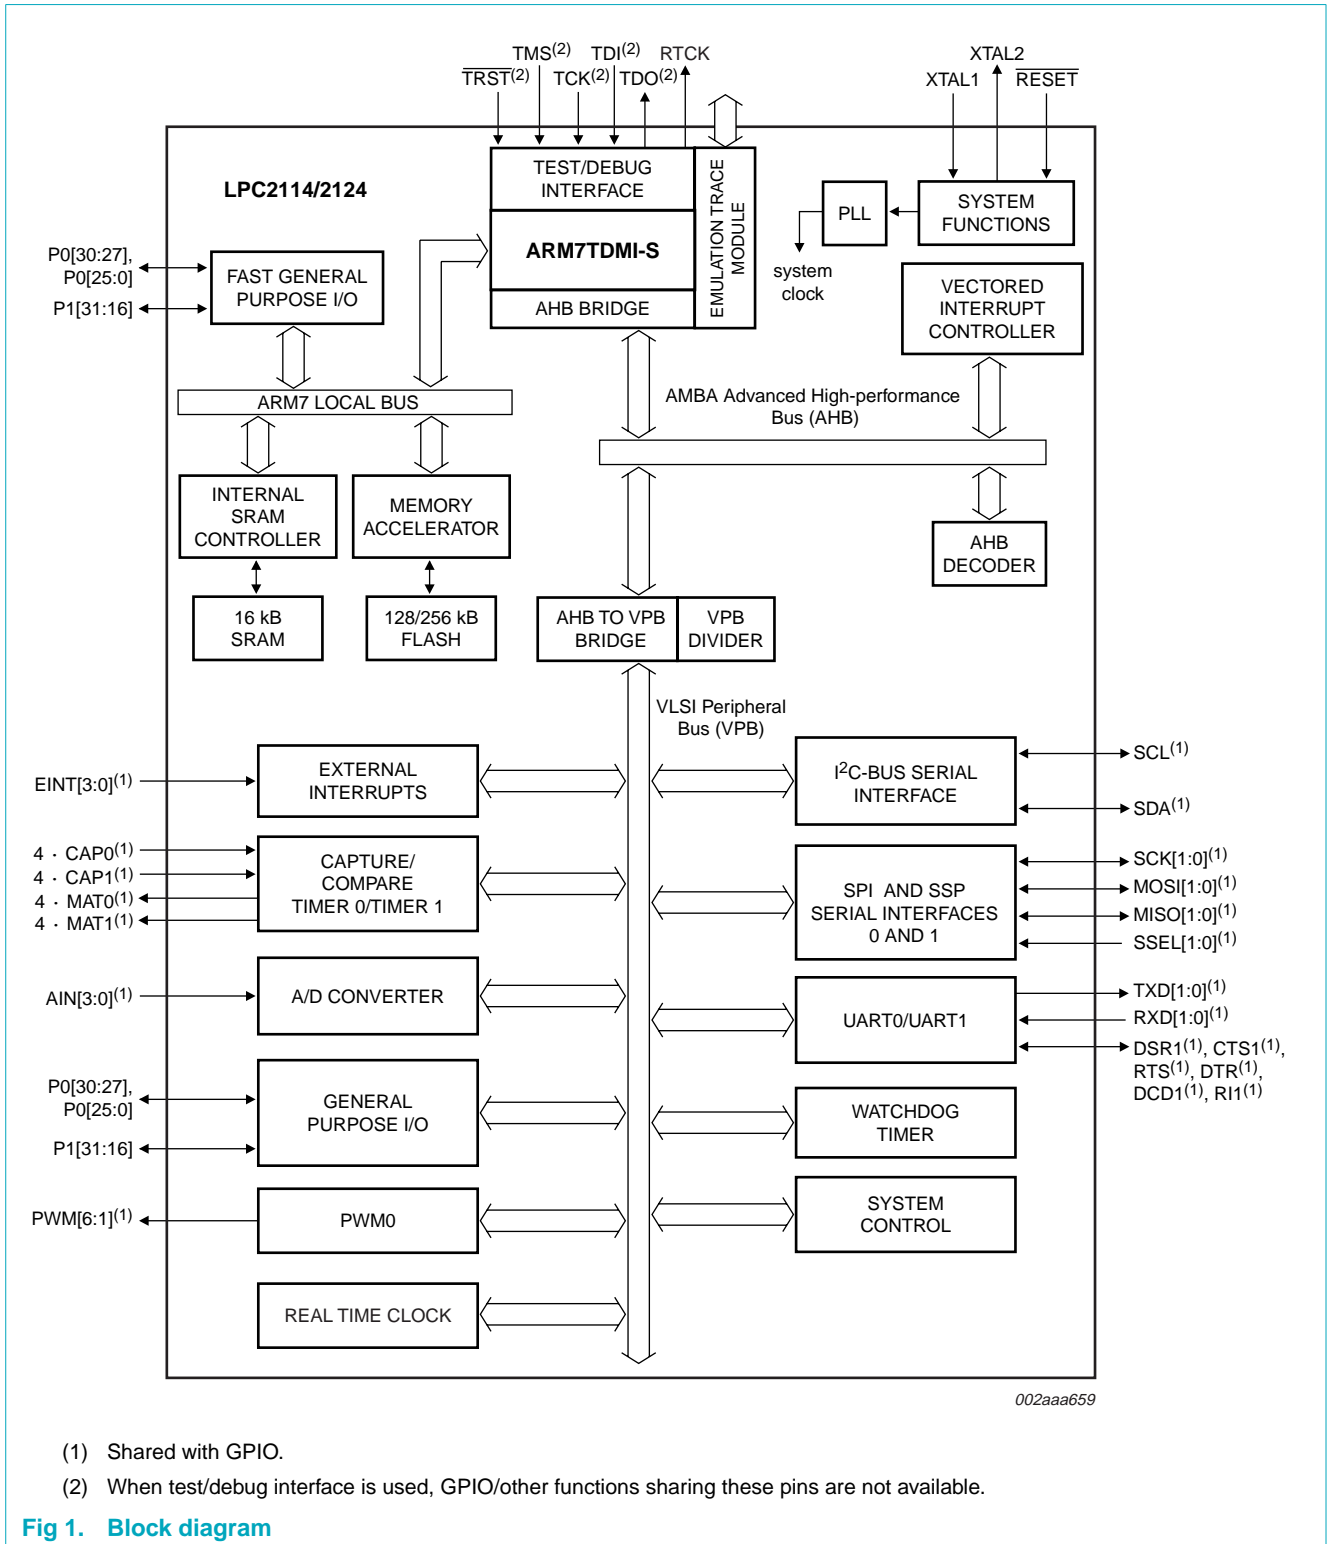 TMS(2) TDI(2) RTCK
TRST(2) TCK(2) TDO(2)
XTAL2
XTAL1 RESET
LPC2114/2124
TEST/DEBUG
INTERFACE
ARM7TDMI-S
AHB BRIDGE
EMULATION TRACE
MODULE
PLL
SYSTEM
FUNCTIONS
system
clock
P0[30:27],
P0[25:0]
P1[31:16]
FAST GENERAL
PURPOSE I/O
VECTORED
INTERRUPT
CONTROLLER
ARM7 LOCAL BUS
AMBA Advanced High-performance
Bus (AHB)
INTERNAL
SRAM
CONTROLLER
MEMORY
ACCELERATOR
AHB
DECODER
16 kB
SRAM
128/256 kB
FLASH
AHB TO VPB
BRIDGE
VPB
DIVIDER
VLSI Peripheral
Bus (VPB)
EINT[3:0](1)
EXTERNAL
INTERRUPTS
I2C-BUS SERIAL
INTERFACE
SCL(1)
SDA(1)
4 · CAP0(1)
4 · CAP1(1)
4 · MAT0(1)
4 · MAT1(1)
CAPTURE/
COMPARE
TIMER 0/TIMER 1
SPI AND SSP
SERIAL INTERFACES
0 AND 1
SCK[1:0](1)
MOSI[1:0](1)
MISO[1:0](1)
SSEL[1:0](1)
AIN[3:0](1)
A/D CONVERTER
UART0/UART1
TXD[1:0](1)
RXD[1:0](1)
DSR1(1), CTS1(1),
RTS(1), DTR(1),
DCD1(1), RI1(1)
P0[30:27],
P0[25:0]
P1[31:16]
GENERAL
PURPOSE I/O
WATCHDOG
TIMER
PWM[6:1](1)
PWM0
SYSTEM
CONTROL
REAL TIME CLOCK
002aaa659
(1) Shared with GPIO.
(2) When test/debug interface is used, GPIO/other functions sharing these pins are not available.
Fig 1. Block diagram